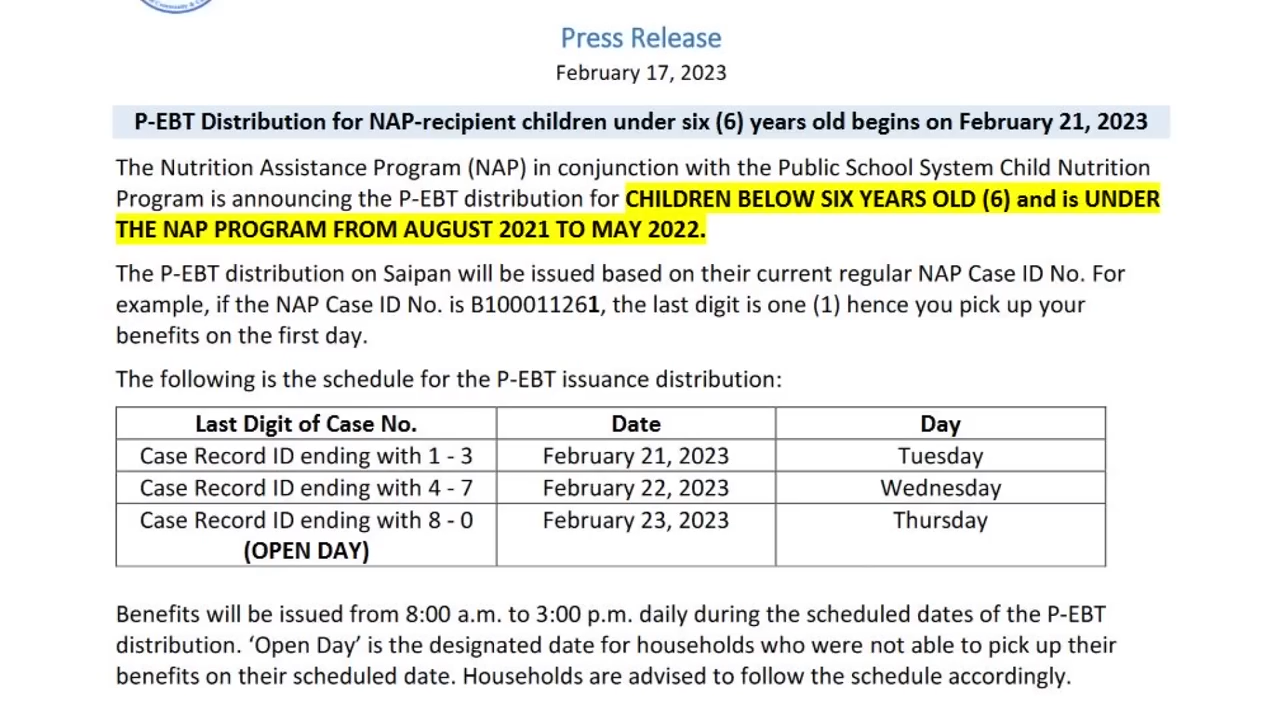 Press Release
February 17, 2023
P-EBT Distribution for NAP-recipient children under six (6) years old begins on February 21, 2023
The Nutrition Assistance Program (NAP) in conjunction with the Public School System Child Nutrition
Program is announcing the P-EBT distribution for CHILDREN BELOW SIX YEARS OLD (6) and is UNDER
THE NAP PROGRAM FROM AUGUST 2021 TO MAY 2022.
The P-EBT distribution on Saipan will be issued based on their current regular NAP Case ID No. For
example, if the NAP Case ID No. is B100011261, the last digit is one (1) hence you pick up your
benefits on the first day.
The following is the schedule for the P-EBT issuance distribution:
Last Digit of Case No. Date Day
Case Record ID ending with 1 - 3 February 21, 2023 Tuesday
Case Record ID ending with 4 - 7 February 22, 2023 Wednesday
Case Record ID ending with 8 - 0 February 23, 2023 Thursday
(OPEN DAY)
Benefits will be issued from 8:00 a.m. to 3:00 p.m. daily during the scheduled dates of the P-EBT
distribution. ‘Open Day’ is the designated date for households who were not able to pick up their
benefits on their scheduled date. Households are advised to follow the schedule accordingly.